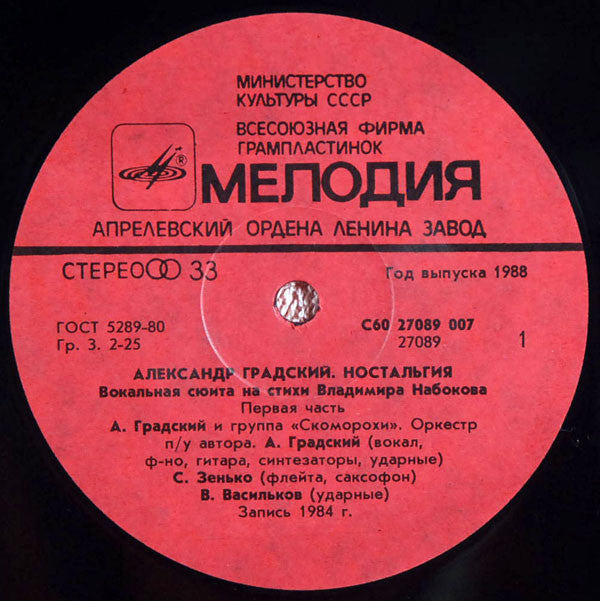 МИНИСТЕРСТВО
КУЛЬТУРЫ СССР
ВСЕСОЮЗНАЯ ФИРМА
ГРАМПЛАСТИНОК
®
МЕЛОДИЯ
АПРЕЛЕВСКИЙ ОРДЕНА ЛЕНИНА ЗАВОД
СТЕРЕО 33
Год выпуска 1988
ГОСТ 5289-80
Гр. 3. 2-25
С60 27089 007
27089
1
АЛЕКСАНДР ГРАДСКИЙ. НОСТАЛЬГИЯ
Вокальная сюита на стихи Владимира Набокова
Первая часть
А. Градский и группа «Скоморохи». Оркестр
п/у автора. А. Градский (вокал,
ф-но, гитара, синтезаторы, ударные)
С. Зенько (флейта, саксофон)
В. Васильков (ударные)
Запись 1984 г.